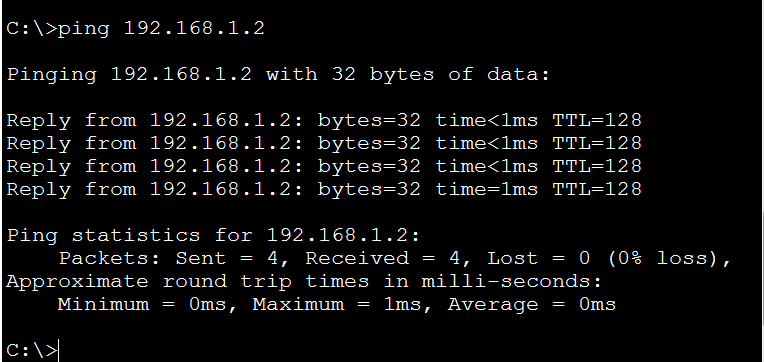 C:\>ping 192.168.1.2
Pinging 192.168.1.2 with 32 bytes of data:
Reply from 192.168.1.2: bytes=32 time<1ms TTL=128
Reply from 192.168.1.2: bytes=32 time<1ms TTL=128
Reply from 192.168.1.2: bytes=32 time<1ms TTL=128
Reply from 192.168.1.2: bytes=32 time=1ms TTL=128
Ping statistics for 192.168.1.2:
    Packets: Sent = 4, Received = 4, Lost = 0 (0% loss),
Approximate round trip times in milli-seconds:
    Minimum = 0ms, Maximum = 1ms, Average = 0ms
C:\>